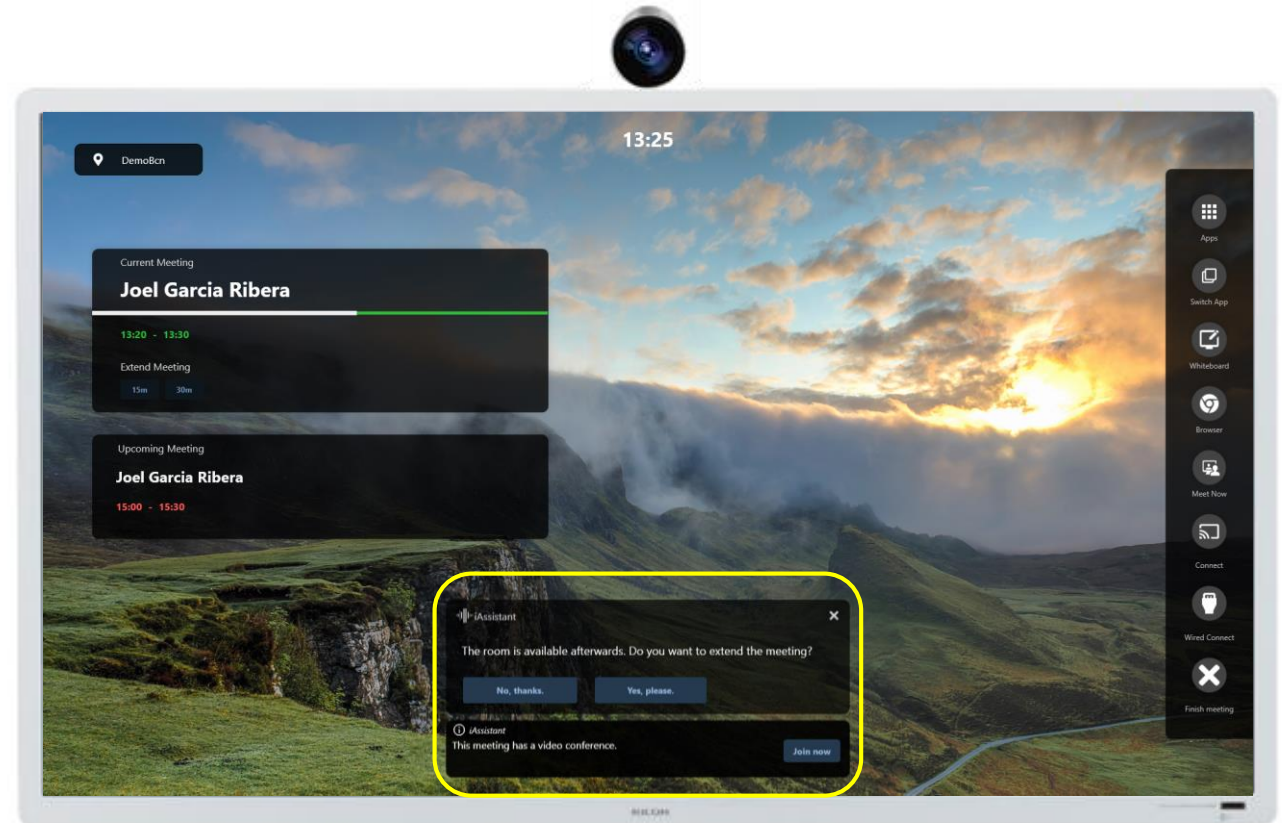 13:25
DemoBcn
Current Meeting
Joel Garcia Ribera
13:20 - 13:30
Extend Meeting
15m 30m
Upcoming Meeting
Joel Garcia Ribera
15:00 - 15:30
iAssistant
The room is available afterwards. Do you want to extend the meeting?
No, thanks. Yes, please.
iAssistant
This meeting has a video conference.
Join now
Apps
Switch App
Whiteboard
Browser
Meet Now
Connect
Wired Connect
Finish meeting
RICOH